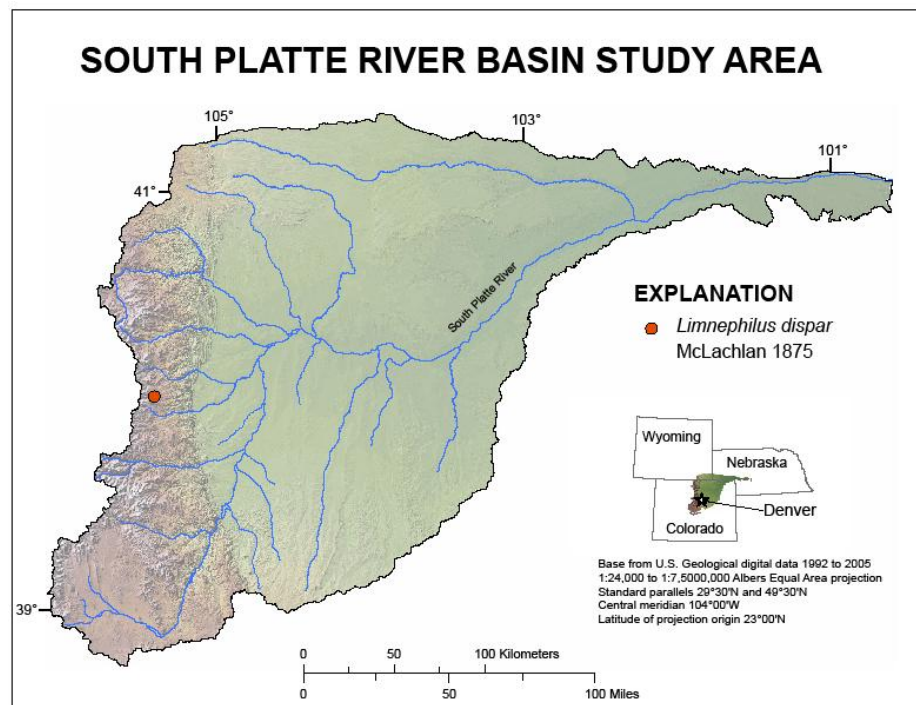 SOUTH PLATTE RIVER BASIN STUDY AREA
105°
103°
101°
41°
South Platte River
EXPLANATION
Limnephilus dispar
McLachlan 1875
Wyoming
Nebraska
Denver
Colorado
Base from U.S. Geological digital data 1992 to 2005
1:24,000 to 1:7,5000,000 Albers Equal Area projection
Standard parallels 29°30'N and 49°30'N
Central meridian 104°00'W
Latitude of projection origin 23°00'N
39°
0 50 100 Kilometers
0 50 100 Miles